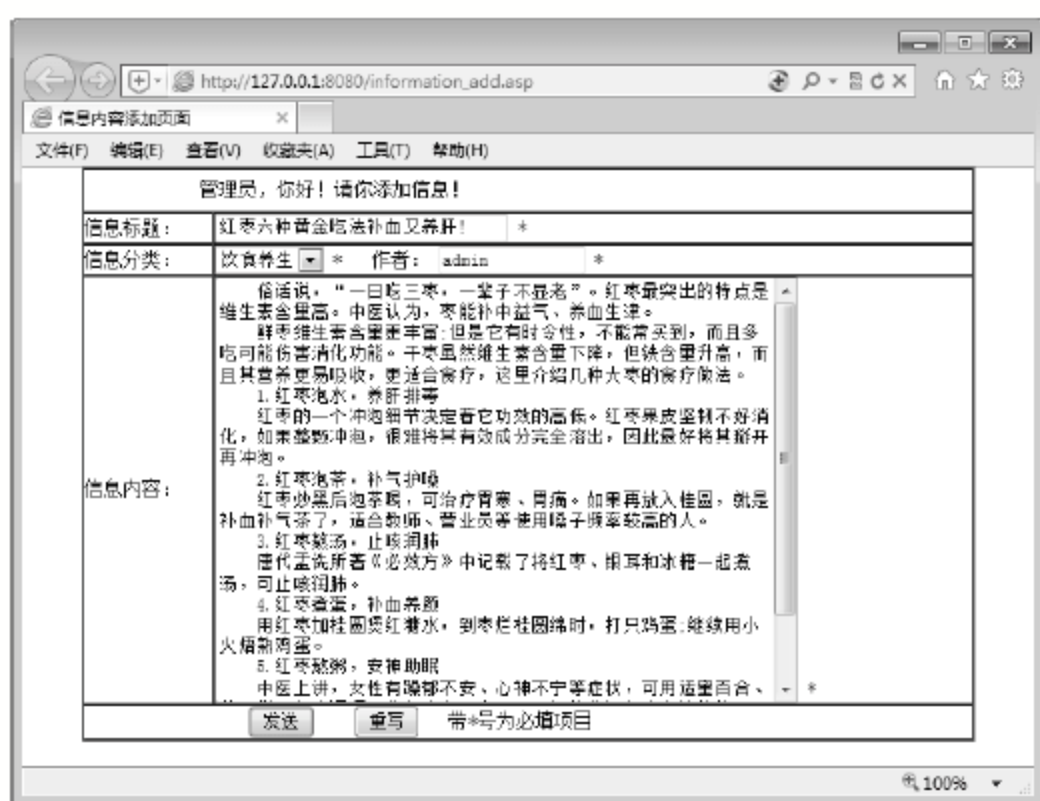 http://127.0.0.1:8080/information_add.asp
信息内容添加页面
文件(F) 编辑(E) 查看(V) 收藏夹(A) 工具(T) 帮助(H)
管理员，你好！请你添加信息！
信息标题： 红枣六种黄金吃法补血又养肝！ *
信息分类： 饮食养生 * 作者： admin *
信息内容：
俗话说，“一日吃三枣，一辈子不显老”。红枣最突出的特点是
维生素含量高。中医认为，枣能补中益气、养血生津。
鲜枣维生素含量更丰富;但是它有时令性，不能常买到，而且多
吃可能伤害消化功能。干枣虽然维生素含量下降，但铁含量升高，而
且其营养更易吸收，更适合食疗，这里介绍几种大枣的食疗做法。
1.红枣泡水，养肝排毒
红枣的一个冲泡细节决定着它功效的高低。红枣果皮坚韧不好消
化，如果整颗冲泡，很难将其有效成分完全溶出，因此最好将其掰开
再冲泡。
2.红枣泡茶，补气护嗓
红枣炒黑后泡茶喝，可治疗胃寒、胃痛。如果再放入桂圆，就是
补血补气茶了，适合教师、营业员等使用嗓子频率较高的人。
3.红枣熬汤，止咳润肺
唐代孟诜所著《必效方》中记载了将红枣、银耳和冰糖一起煮
汤，可止咳润肺。
4.红枣煮蛋，补血养颜
用红枣加桂圆煲红糖水，到枣烂桂圆绵时，打只鸡蛋;继续用小
火焖熟鸡蛋。
5.红枣熬粥，安神助眠
中医上讲，女性有躁郁不安、心神不宁等症状，可用适量百合、 *
发送 重写 带*号为必填项目
100%